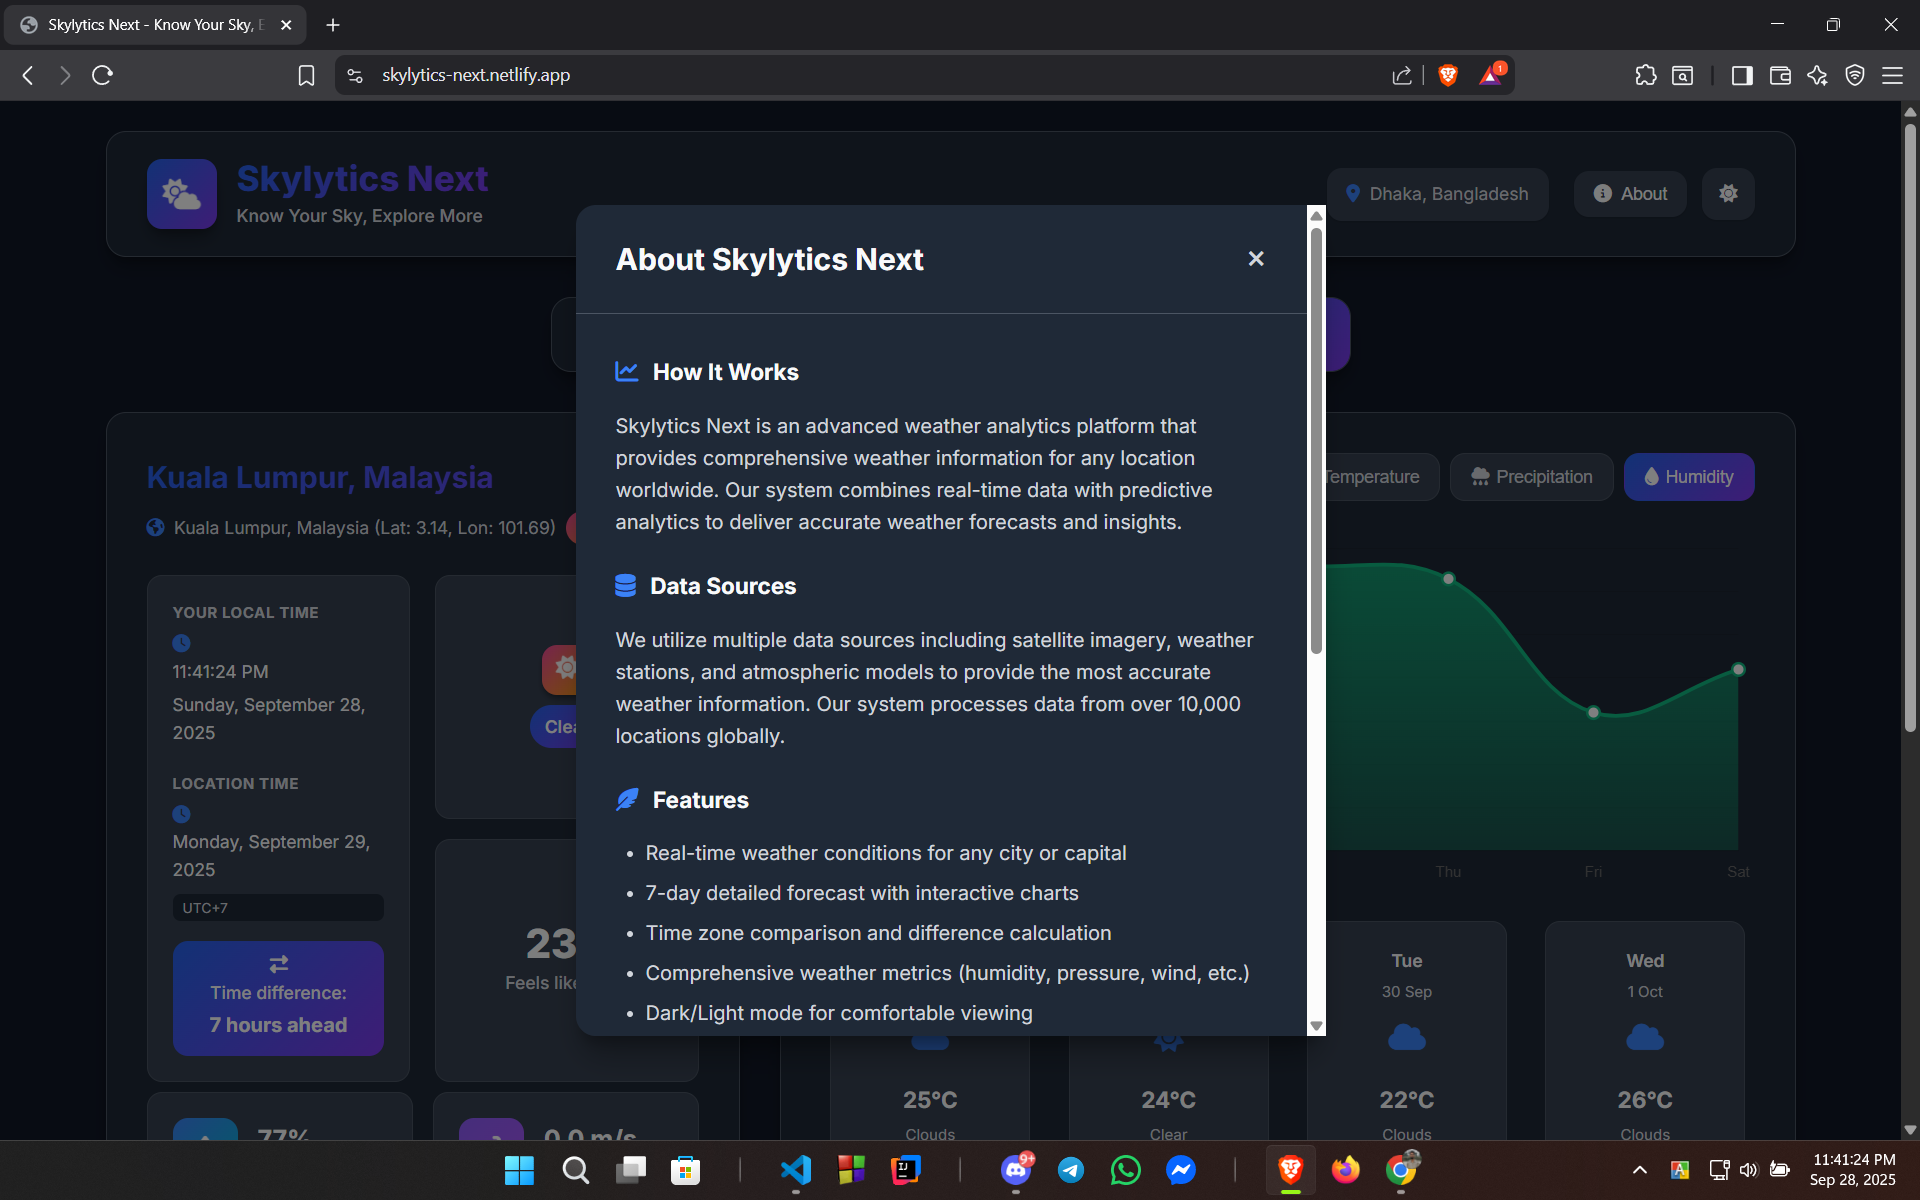 Skylytics Next - Know Your Sky, E
skylytics-next.netlify.app
1
Skylytics Next
Know Your Sky, Explore More
Dhaka, Bangladesh
About
About Skylytics Next
How It Works
Skylytics Next is an advanced weather analytics platform that
provides comprehensive weather information for any location
worldwide. Our system combines real-time data with predictive
analytics to deliver accurate weather forecasts and insights.
Data Sources
We utilize multiple data sources including satellite imagery, weather
stations, and atmospheric models to provide the most accurate
weather information. Our system processes data from over 10,000
locations globally.
Features
• Real-time weather conditions for any city or capital
• 7-day detailed forecast with interactive charts
• Time zone comparison and difference calculation
• Comprehensive weather metrics (humidity, pressure, wind, etc.)
• Dark/Light mode for comfortable viewing
Kuala Lumpur, Malaysia
Kuala Lumpur, Malaysia (Lat: 3.14, Lon: 101.69)
YOUR LOCAL TIME
11:41:24 PM
Sunday, September 28,
2025
LOCATION TIME
Monday, September 29,
2025
UTC+7
Time difference:
7 hours ahead
Clea
23
Feels like
77%
0.0 m/s
Temperature
Precipitation
Humidity
Thu
Fri
Sat
25°C
Clouds
24°C
Clear
Tue
30 Sep
22°C
Clouds
Wed
1 Oct
26°C
Clouds
IJ
9+
A
11:41:24 PM
Sep 28, 2025